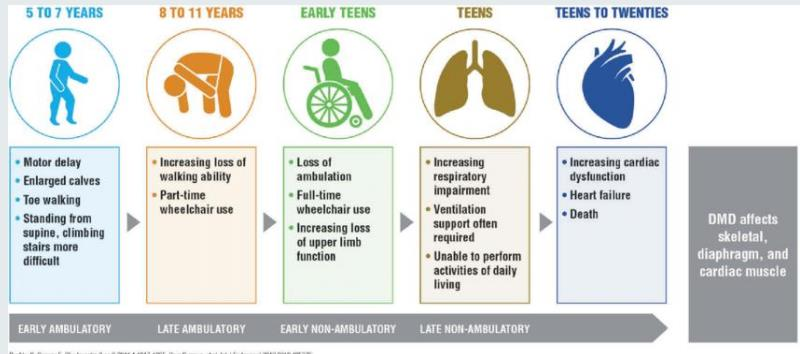 5 TO 7 YEARS
8 TO 11 YEARS
EARLY TEENS
TEENS
TEENS TO TWENTIES
• Motor delay
• Enlarged calves
• Toe walking
• Standing from
supine, climbing
stairs more
difficult
• Increasing loss of
walking ability
• Part-time
wheelchair use
• Loss of
ambulation
• Full-time
wheelchair use
• Increasing loss
of upper limb
function
• Increasing
respiratory
impairment
• Ventilation
support often
required
• Unable to perform
activities of daily
living
• Increasing cardiac
dysfunction
• Heart failure
• Death
DMD affects
skeletal,
diaphragm, and
cardiac muscle
EARLY AMBULATORY
LATE AMBULATORY
EARLY NON-AMBULATORY
LATE NON-AMBULATORY